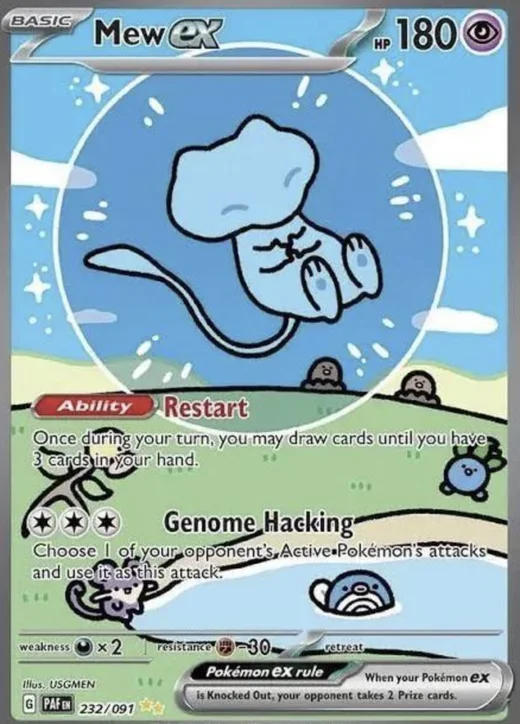 BASIC
Mew ex
HP 180
Ability Restart
Once during your turn, you may draw cards until you have
3 cards in your hand.
Genome Hacking
Choose 1 of your opponent's Active Pokémon's attacks
and use it as this attack.
weakness ×2 resistance -30 retreat
Pokémon ex rule
When your Pokémon ex
is Knocked Out, your opponent takes 2 Prize cards.
Illus. USGMEN
G PAF EN 232/091